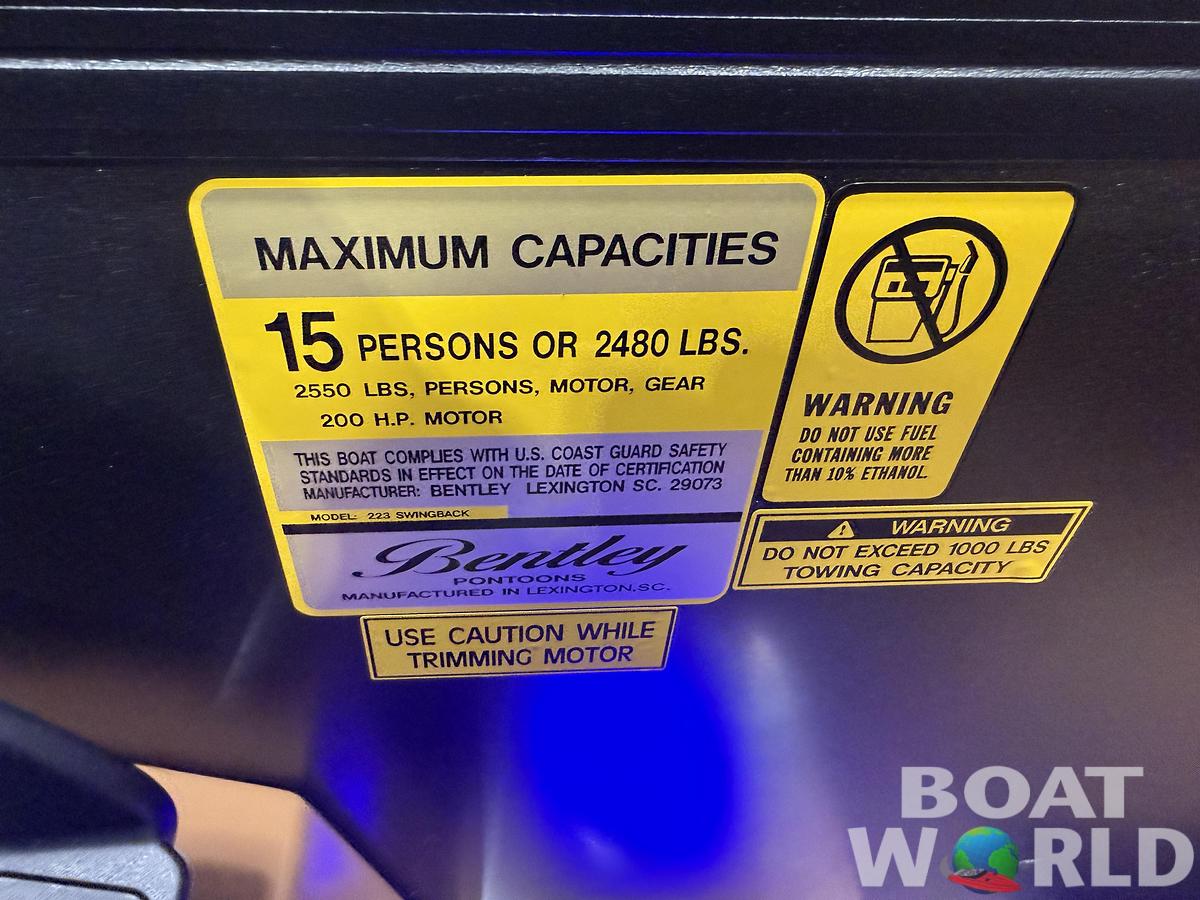 MAXIMUM CAPACITIES
15 PERSONS OR 2480 LBS.
2550 LBS, PERSONS, MOTOR, GEAR
200 H.P. MOTOR
THIS BOAT COMPLIES WITH U.S. COAST GUARD SAFETY
STANDARDS IN EFFECT ON THE DATE OF CERTIFICATION
MANUFACTURER: BENTLEY LEXINGTON SC. 29073
MODEL: 223 SWINGBACK
Bentley
PONTOONS
MANUFACTURED IN LEXINGTON,SC.
USE CAUTION WHILE
TRIMMING MOTOR
WARNING
DO NOT USE FUEL
CONTAINING MORE
THAN 10% ETHANOL.
WARNING
DO NOT EXCEED 1000 LBS
TOWING CAPACITY
BOAT
WORLD